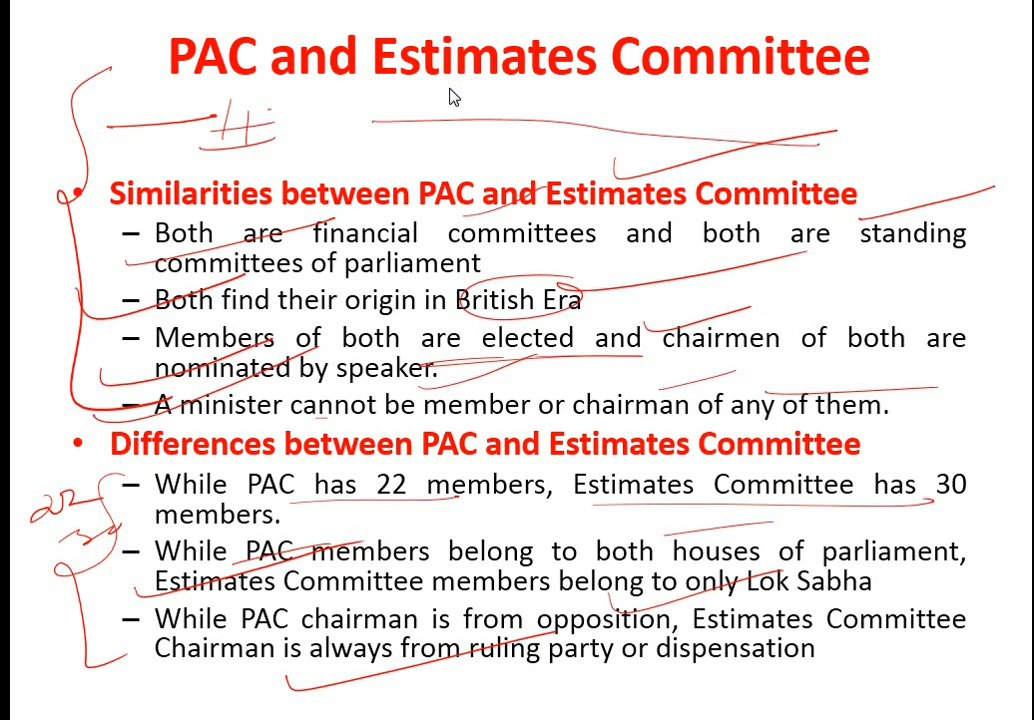 PAC and Estimates Committee
• Similarities between PAC and Estimates Committee
– Both are financial committees and both are standing
committees of parliament
– Both find their origin in British Era
– Members of both are elected and chairmen of both are
nominated by speaker.
– A minister cannot be member or chairman of any of them.
• Differences between PAC and Estimates Committee
– While PAC has 22 members, Estimates Committee has 30
members.
22
– While PAC members belong to both houses of parliament,
Estimates Committee members belong to only Lok Sabha
– While PAC chairman is from opposition, Estimates Committee
Chairman is always from ruling party or dispensation